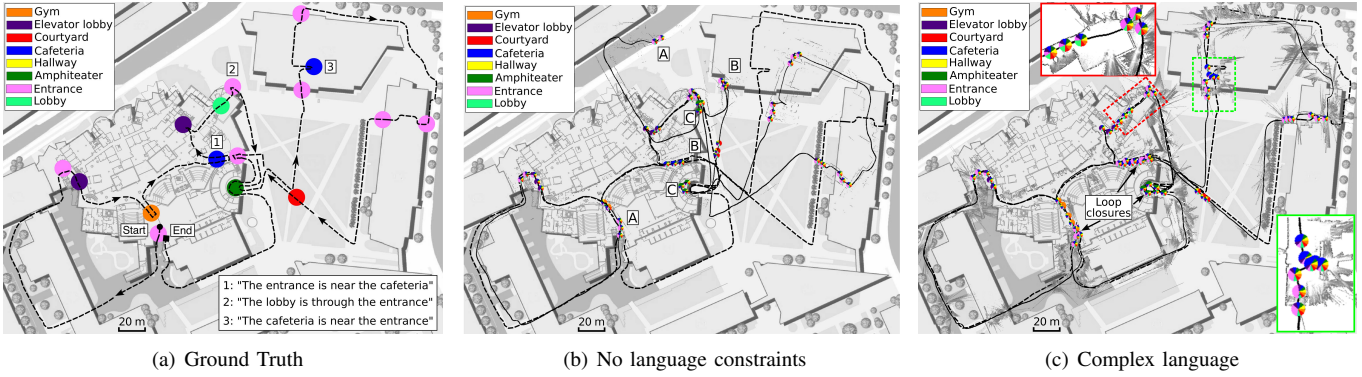 Gym
Elevator lobby
Courtyard
Cafeteria
Hallway
Amphiteater
Entrance
Lobby
2
3
1
Start
End
1: "The entrance is near the cafeteria"
2: "The lobby is through the entrance"
3: "The cafeteria is near the entrance"
20 m
(a) Ground Truth
Gym
Elevator lobby
Courtyard
Cafeteria
Hallway
Amphiteater
Entrance
Lobby
A
B
C
B
C
A
20 m
(b) No language constraints
Gym
Elevator lobby
Courtyard
Cafeteria
Hallway
Amphiteater
Entrance
Lobby
Loop
closures
20 m
(c) Complex language